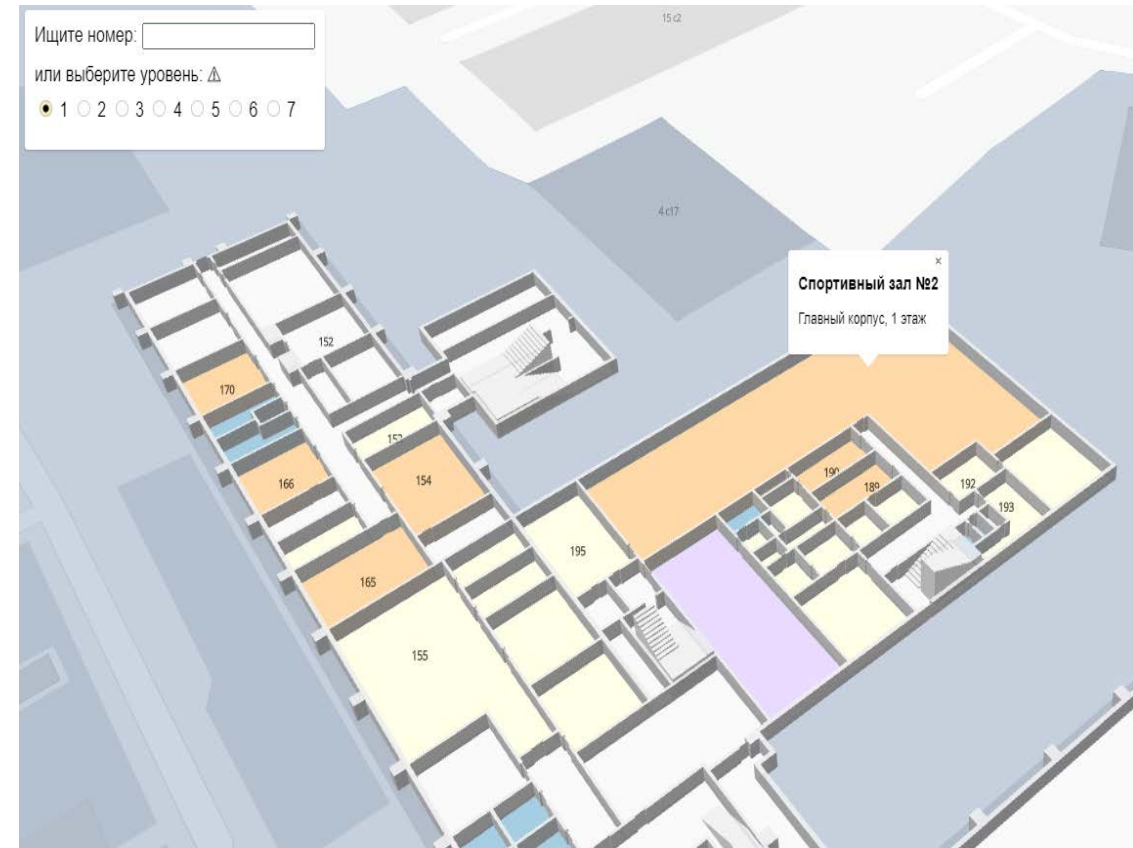 Ищите номер:
или выберите уровень: ⚠
1 2 3 4 5 6 7
15 с2
4 с17
×
Спортивный зал №2
Главный корпус, 1 этаж
152
170
153
154
166
190
189
192
193
195
165
155